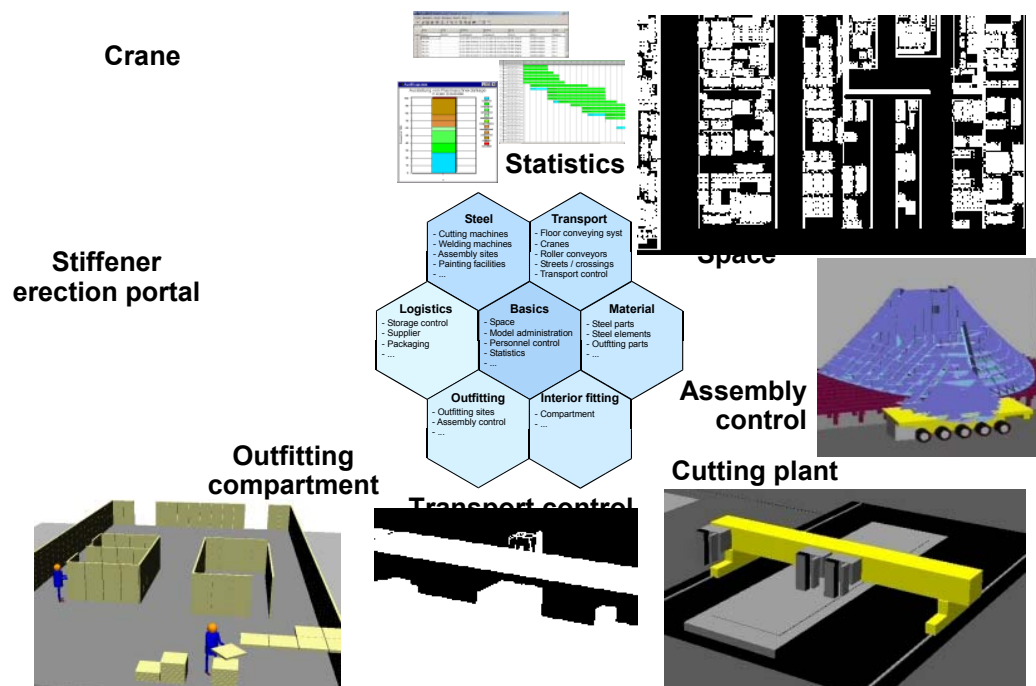 Crane
Statistics
Space
Stiffener
erection portal
Steel
- Cutting machines
- Welding machines
- Assembly sites
- Painting facilities
- ...
Transport
- Floor conveying syst
- Cranes
- Roller conveyors
- Streets / crossings
- Transport control
Logistics
- Storage control
- Supplier
- Packaging
- ...
Basics
- Space
- Model administration
- Personnel control
- Statistics
- ...
Material
- Steel parts
- Steel elements
- Outftting parts
- ...
Outfitting
- Outfitting sites
- Assembly control
- ...
Interior fitting
- Compartment
- ...
Assembly
control
Outfitting
compartment
Transport control
Cutting plant